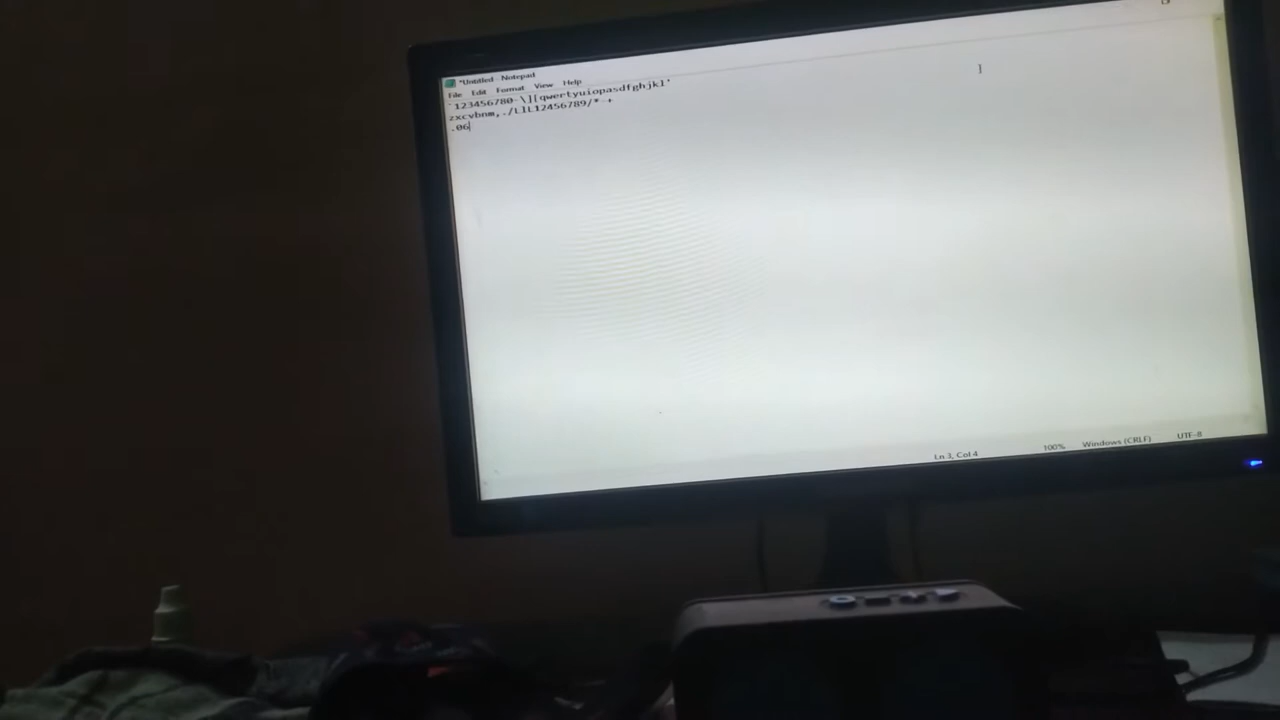 *Untitled - Notepad
File Edit Format View Help
`123456780-\][qwertyuiopasdfghjkl'
zxcvbnm,./L1L12456789/*-+
.06
Ln 3, Col 4 100% Windows (CRLF) UTF-8